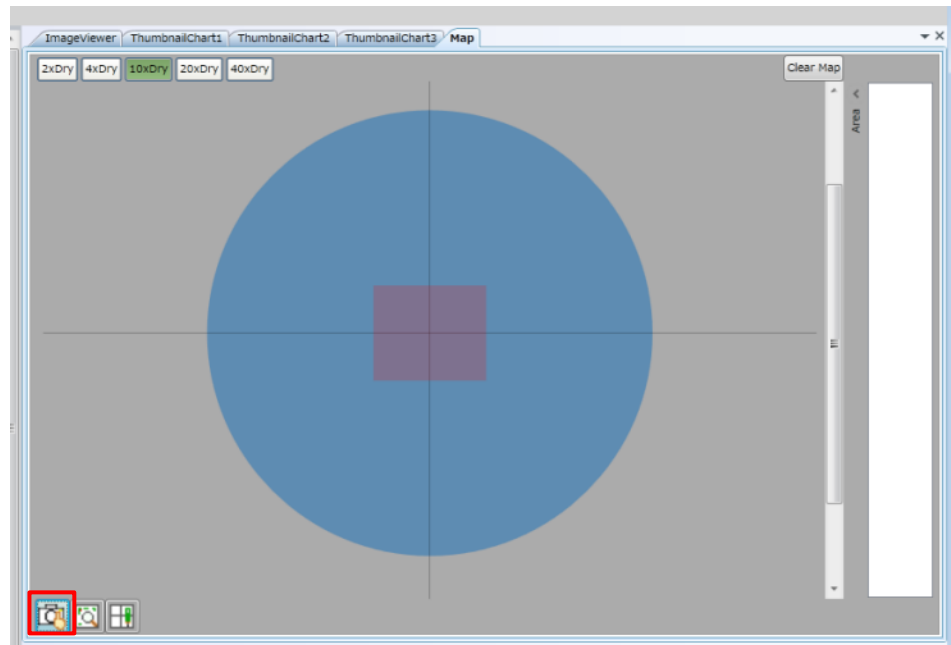 ImageViewer ThumbnailChart1 ThumbnailChart2 ThumbnailChart3 Map
2xDry 4xDry 10xDry 20xDry 40xDry Clear Map
Area